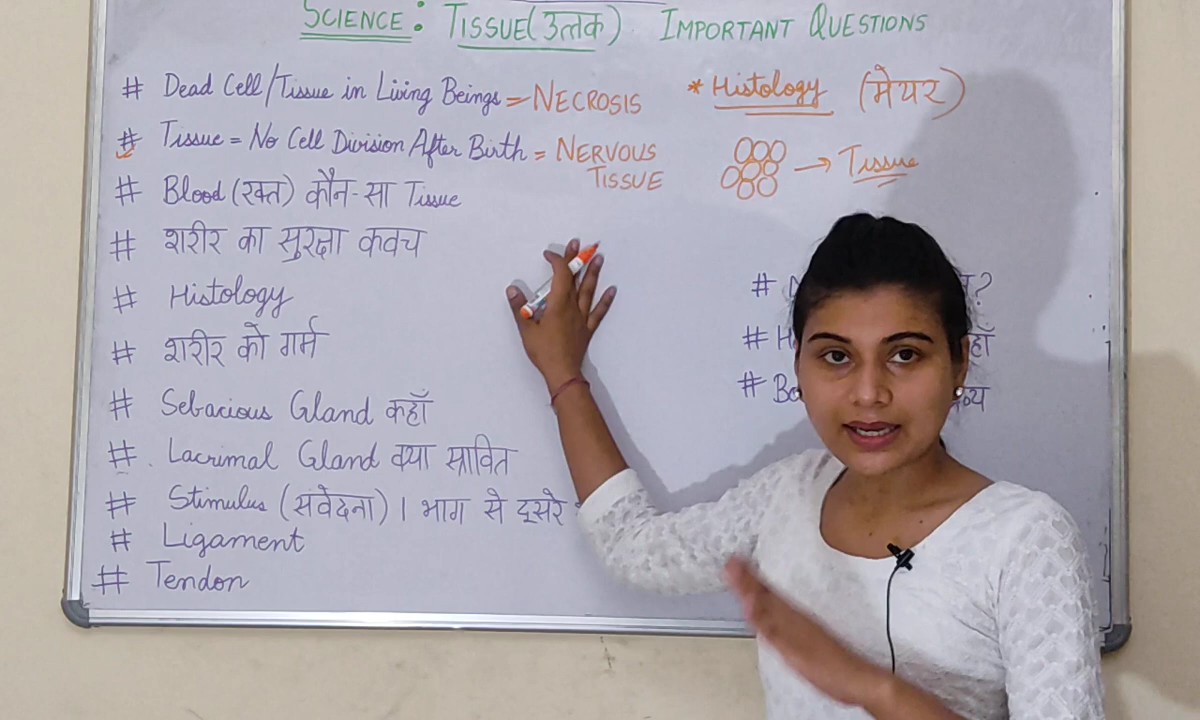 SCIENCE: TISSUE(उत्तक) IMPORTANT QUESTIONS
# Dead Cell/Tissue in Living Beings = NECROSIS
# Tissue = No Cell Division After Birth = NERVOUS TISSUE
# Blood (रक्त) कौन-सा Tissue
# शरीर का सुरक्षा कवच
# Histology
# शरीर को गर्म
# Sebacious Gland कहाँ
# Lacrimal Gland क्या स्रावित
# Stimulus (संवेदना) 1 भाग से दूसरे
# Ligament
# Tendon
* Histology (मेयर)
→ Tissue
#
#
#